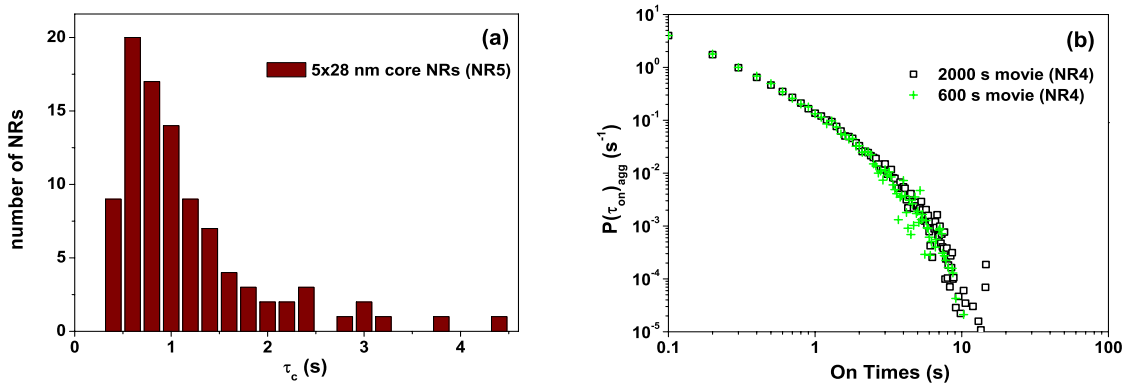 (a)
5x28 nm core NRs (NR5)
number of NRs
20
15
10
5
0
0
1
2
3
4
τc (s)
(b)
2000 s movie (NR4)
600 s movie (NR4)
P(τon)agg (s-1)
10^1
10^0
10^-1
10^-2
10^-3
10^-4
10^-5
0.1
1
10
100
On Times (s)